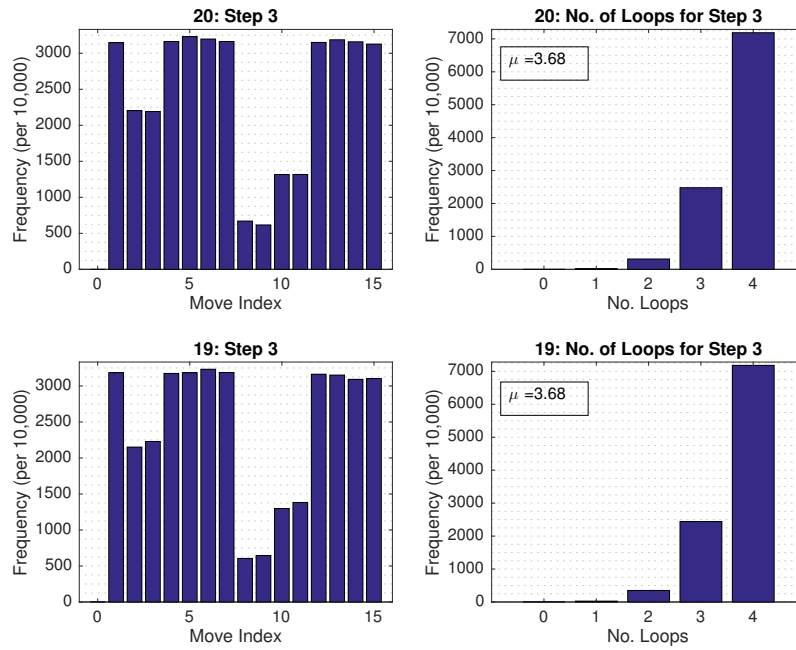 20: Step 3
Frequency (per 10,000)
3000
2500
2000
1500
1000
500
0
0 5 10 15
Move Index
20: No. of Loops for Step 3
μ =3.68
Frequency (per 10,000)
7000
6000
5000
4000
3000
2000
1000
0
0 1 2 3 4
No. Loops
19: Step 3
Frequency (per 10,000)
3000
2500
2000
1500
1000
500
0
0 5 10 15
Move Index
19: No. of Loops for Step 3
μ =3.68
Frequency (per 10,000)
7000
6000
5000
4000
3000
2000
1000
0
0 1 2 3 4
No. Loops